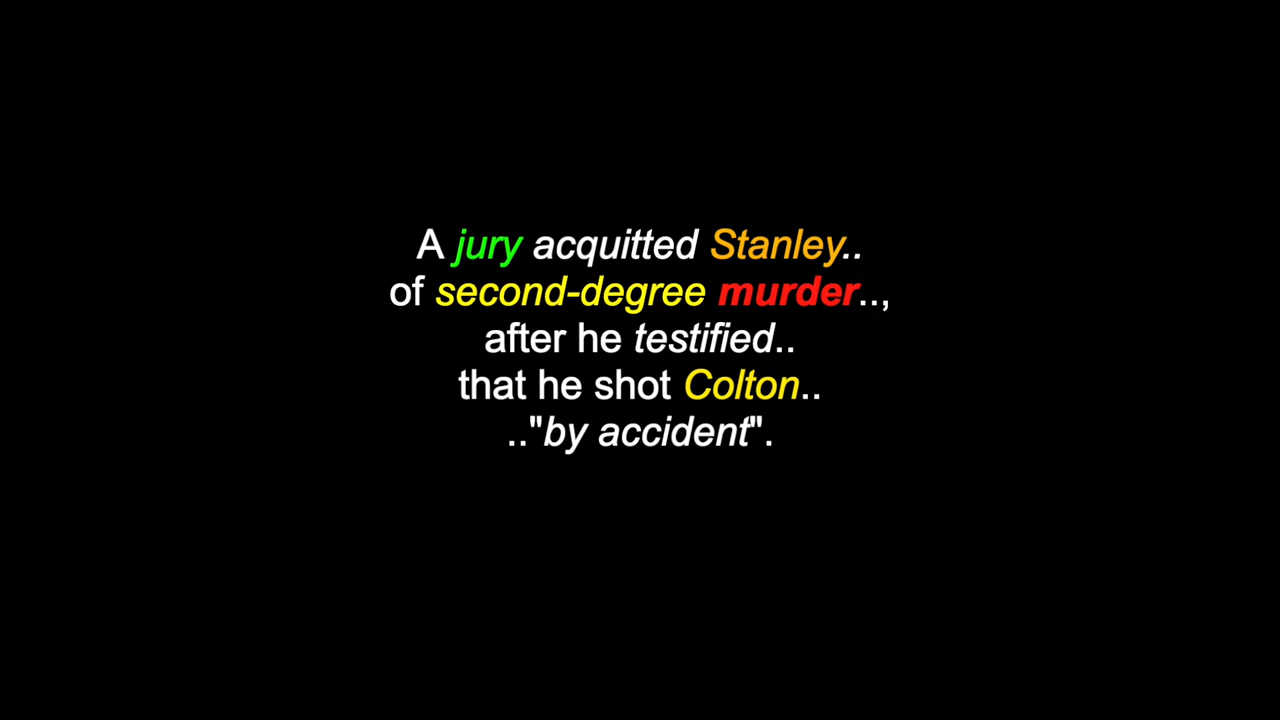 A jury acquitted Stanley..
of second-degree murder..,
after he testified..
that he shot Colton..
.."by accident".